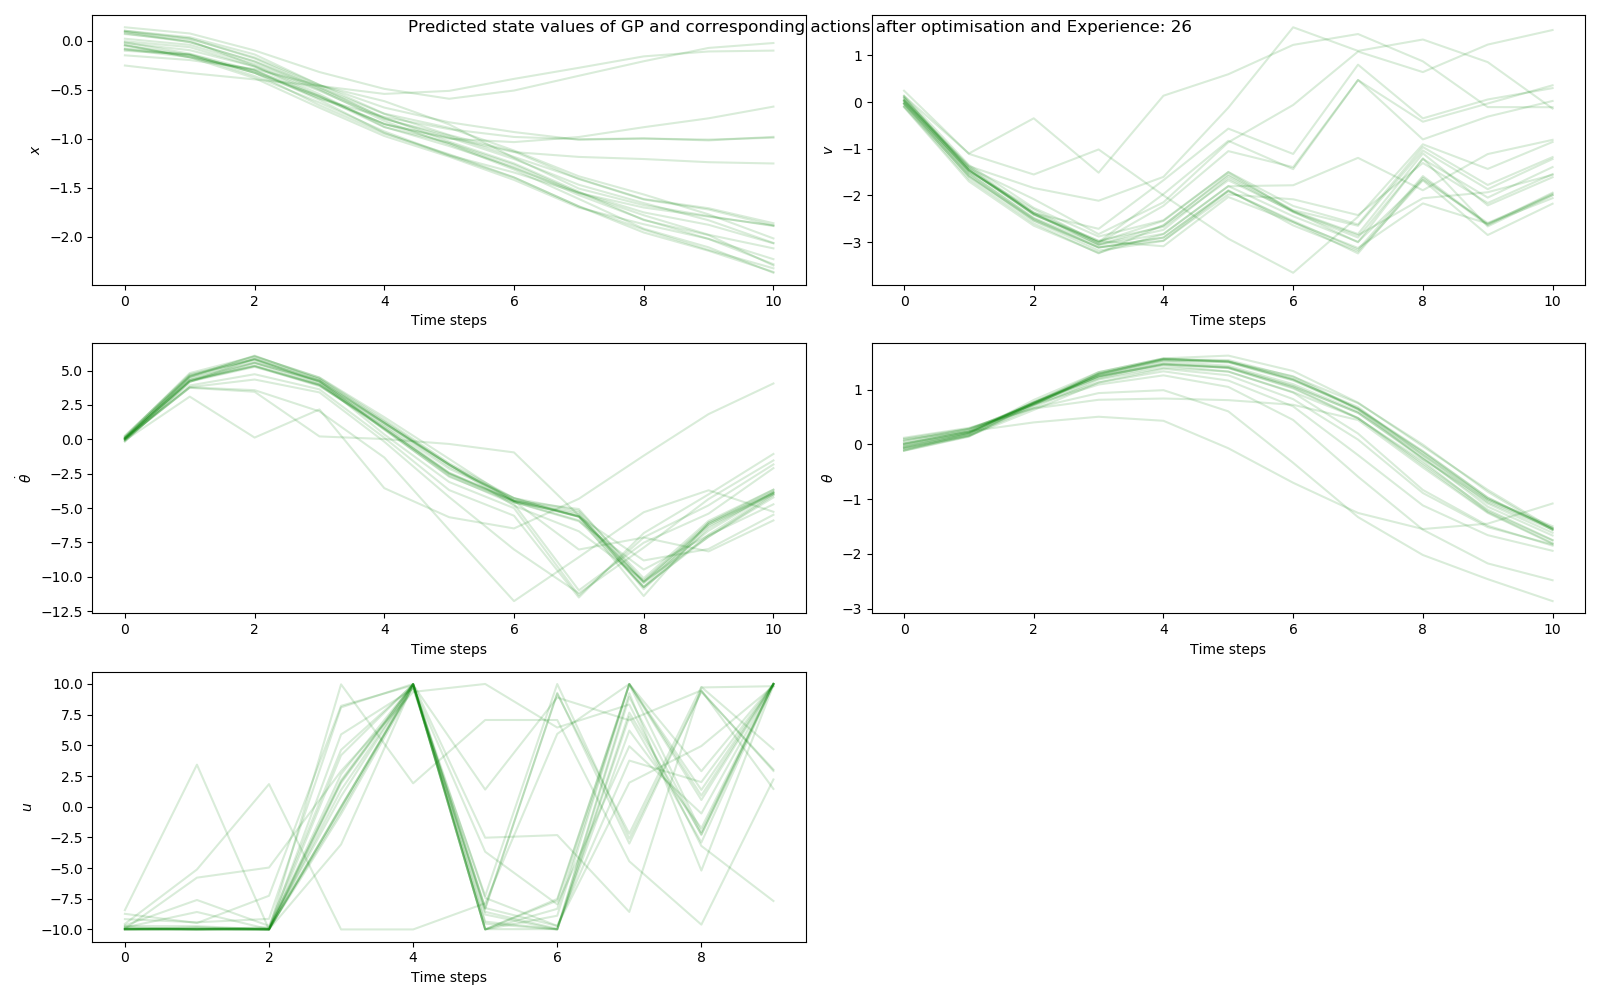 Predicted state values of GP and corresponding actions after optimisation and Experience: 26
0.0
−0.5
−1.0
−1.5
−2.0
x
0 2 4 6 8 10
Time steps
1
0
−1
−2
−3
v
0 2 4 6 8 10
Time steps
5.0
2.5
0.0
−2.5
−5.0
−7.5
−10.0
−12.5
θ̇
0 2 4 6 8 10
Time steps
1
0
−1
−2
−3
θ
0 2 4 6 8 10
Time steps
10.0
7.5
5.0
2.5
0.0
−2.5
−5.0
−7.5
−10.0
u
0 2 4 6 8
Time steps